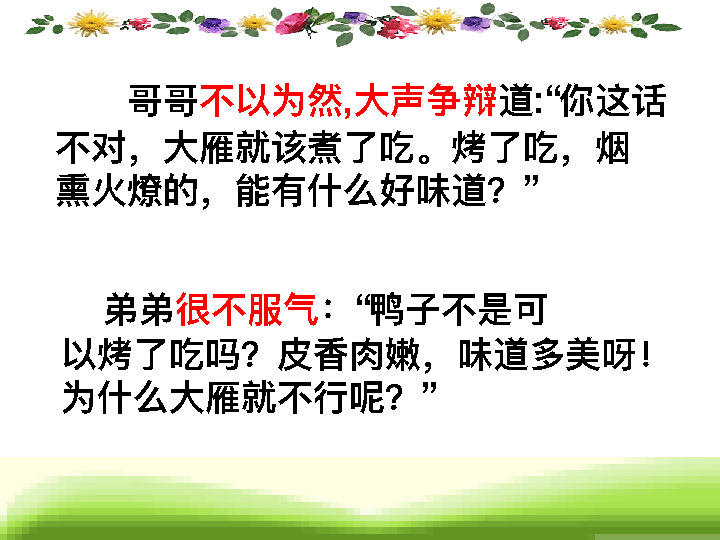 哥哥不以为然,大声争辩道:“你这话
不对，大雁就该煮了吃。烤了吃，烟
熏火燎的，能有什么好味道？”
弟弟很不服气：“鸭子不是可
以烤了吃吗？皮香肉嫩，味道多美呀！
为什么大雁就不行呢？”